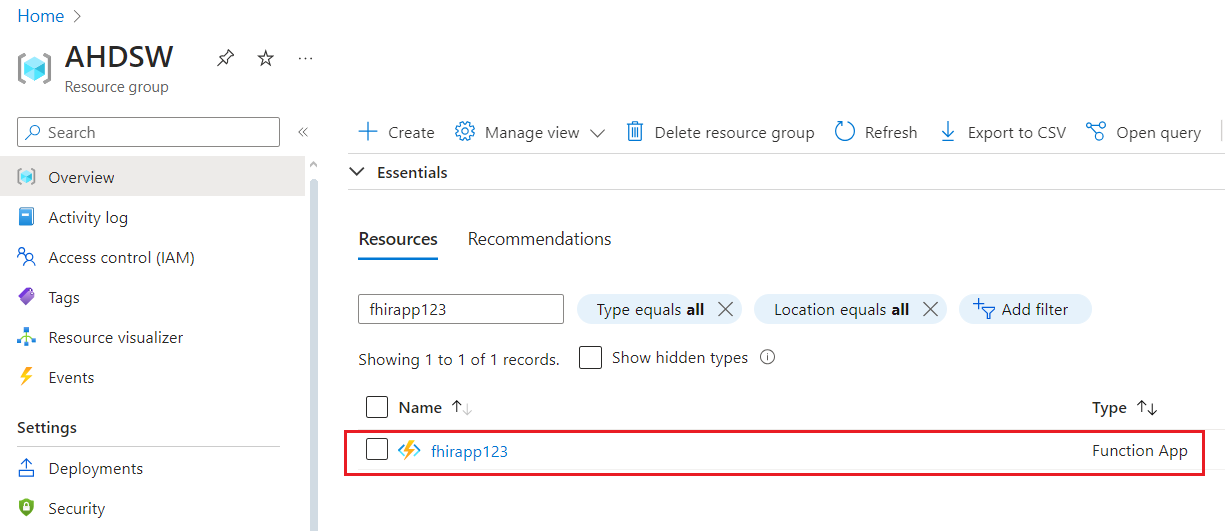 Home
AHDSW
Resource group
Search
Overview
Activity log
Access control (IAM)
Tags
Resource visualizer
Events
Settings
Deployments
Security
Create Manage view Delete resource group Refresh Export to CSV Open query
Essentials
Resources Recommendations
fhirapp123 Type equals all Location equals all Add filter
Showing 1 to 1 of 1 records. Show hidden types
Name Type
fhirapp123 Function App